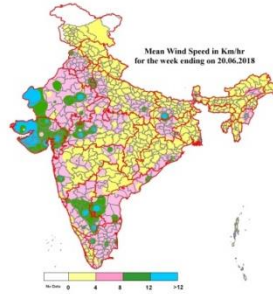 Mean Wind Speed in Km/hr
for the week ending on 20.06.2018
No Data 0 4 8 12 >12